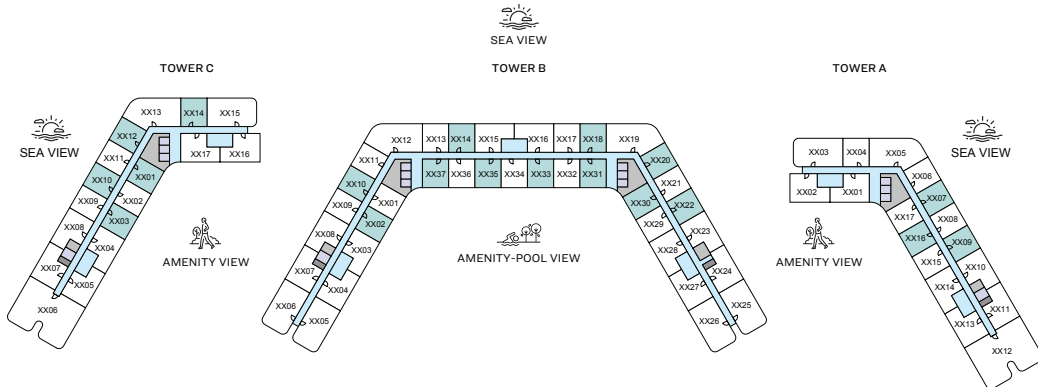 SEA VIEW
TOWER C
TOWER B
TOWER A
SEA VIEW
SEA VIEW
XX13
XX14
XX15
XX12
XX11
XX17
XX16
XX10
XX01
XX09
XX02
XX08
XX03
XX07
XX04
XX05
XX06
AMENITY VIEW
XX12
XX13
XX14
XX15
XX16
XX17
XX18
XX19
XX11
XX37
XX36
XX35
XX34
XX33
XX32
XX31
XX20
XX10
XX01
XX21
XX09
XX02
XX30
XX22
XX08
XX03
XX29
XX23
XX07
XX04
XX28
XX24
XX06
XX05
XX27
XX25
XX26
AMENITY-POOL VIEW
XX03
XX04
XX05
XX02
XX01
XX06
XX07
XX17
XX08
XX16
XX09
XX15
XX10
XX14
XX11
XX13
XX12
AMENITY VIEW